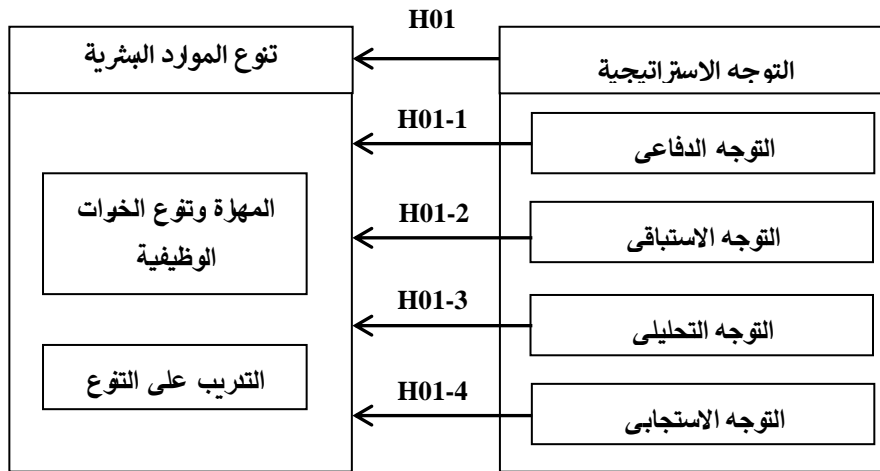 H01
التوجه الاستراتيجية
تنوع الموارد البشرية
H01-1
التوجه الدفاعى
H01-2
التوجه الاستباقى
المهارة وتنوع الخوات
الوظيفية
H01-3
التوجه التحليلى
التدريب على التنوع
H01-4
التوجه الاستجابى